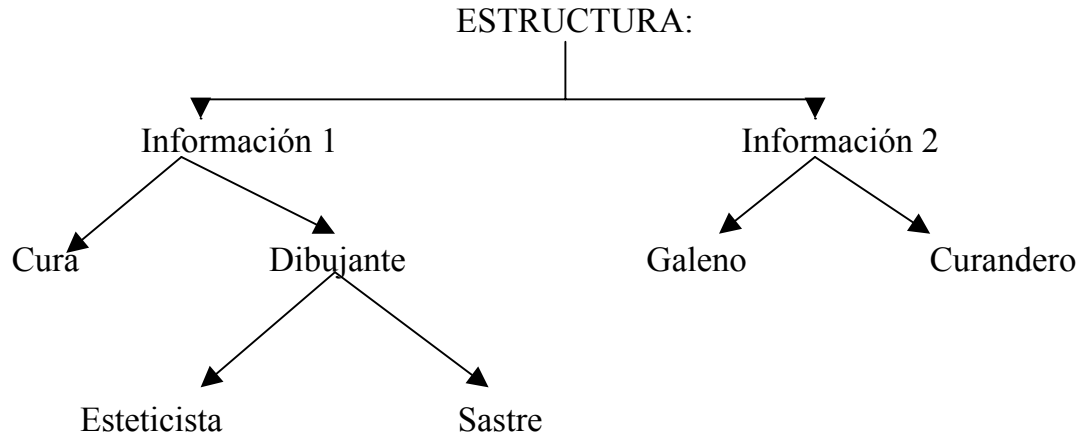 ESTRUCTURA:
Información 1 Información 2
Cura Dibujante Galeno Curandero
Esteticista Sastre